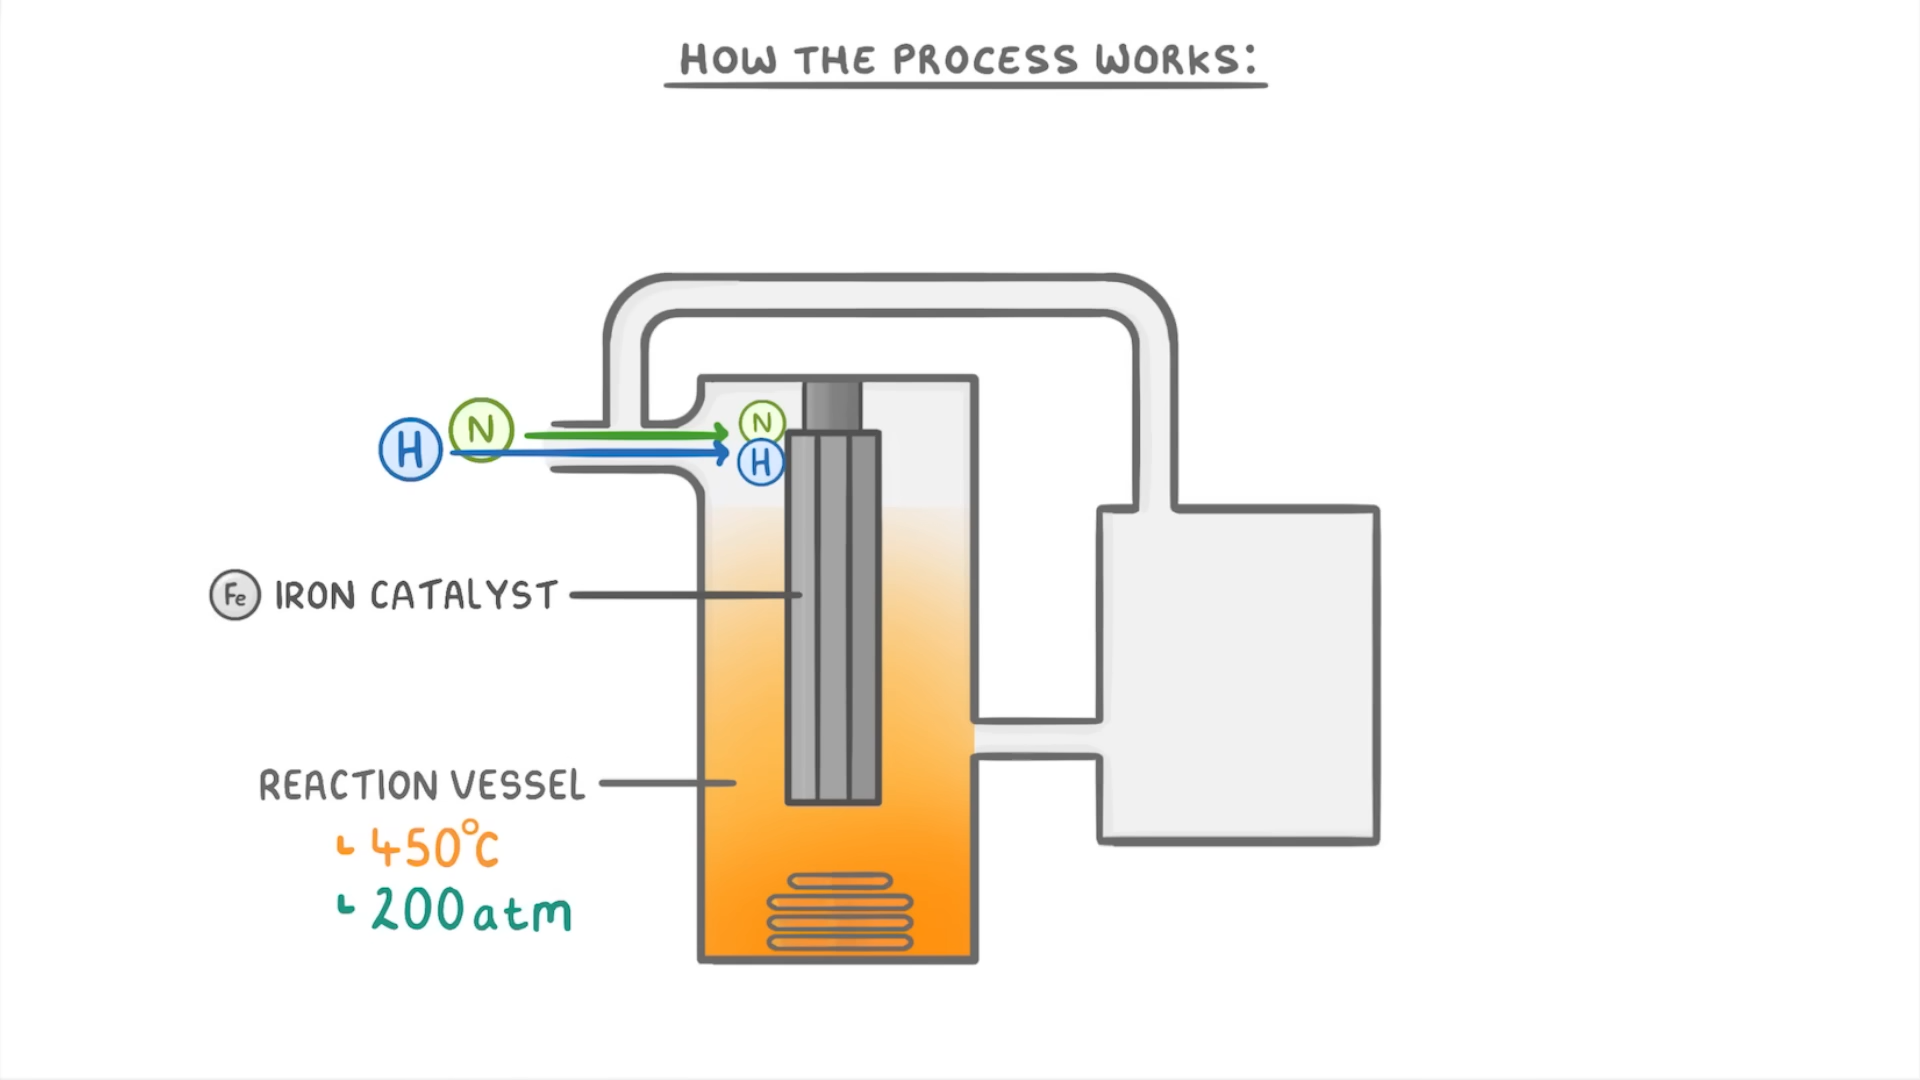 HOW THE PROCESS WORKS:
H N
N
H
Fe IRON CATALYST
REACTION VESSEL
450°C
200atm